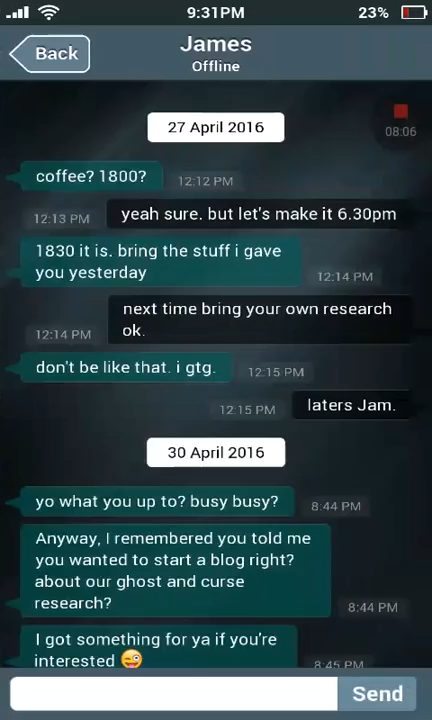 9:31PM
23%
Back
James
Offline
27 April 2016
08:06
coffee? 1800?
12:12 PM
12:13 PM
yeah sure. but let's make it 6.30pm
1830 it is. bring the stuff i gave
you yesterday
12:14 PM
next time bring your own research
ok.
12:14 PM
don't be like that. i gtg.
12:15 PM
12:15 PM
laters Jam.
30 April 2016
yo what you up to? busy busy?
8:44 PM
Anyway, I remembered you told me
you wanted to start a blog right?
about our ghost and curse
research?
8:44 PM
I got something for ya if you're
interested 😜
8:45 PM
Send